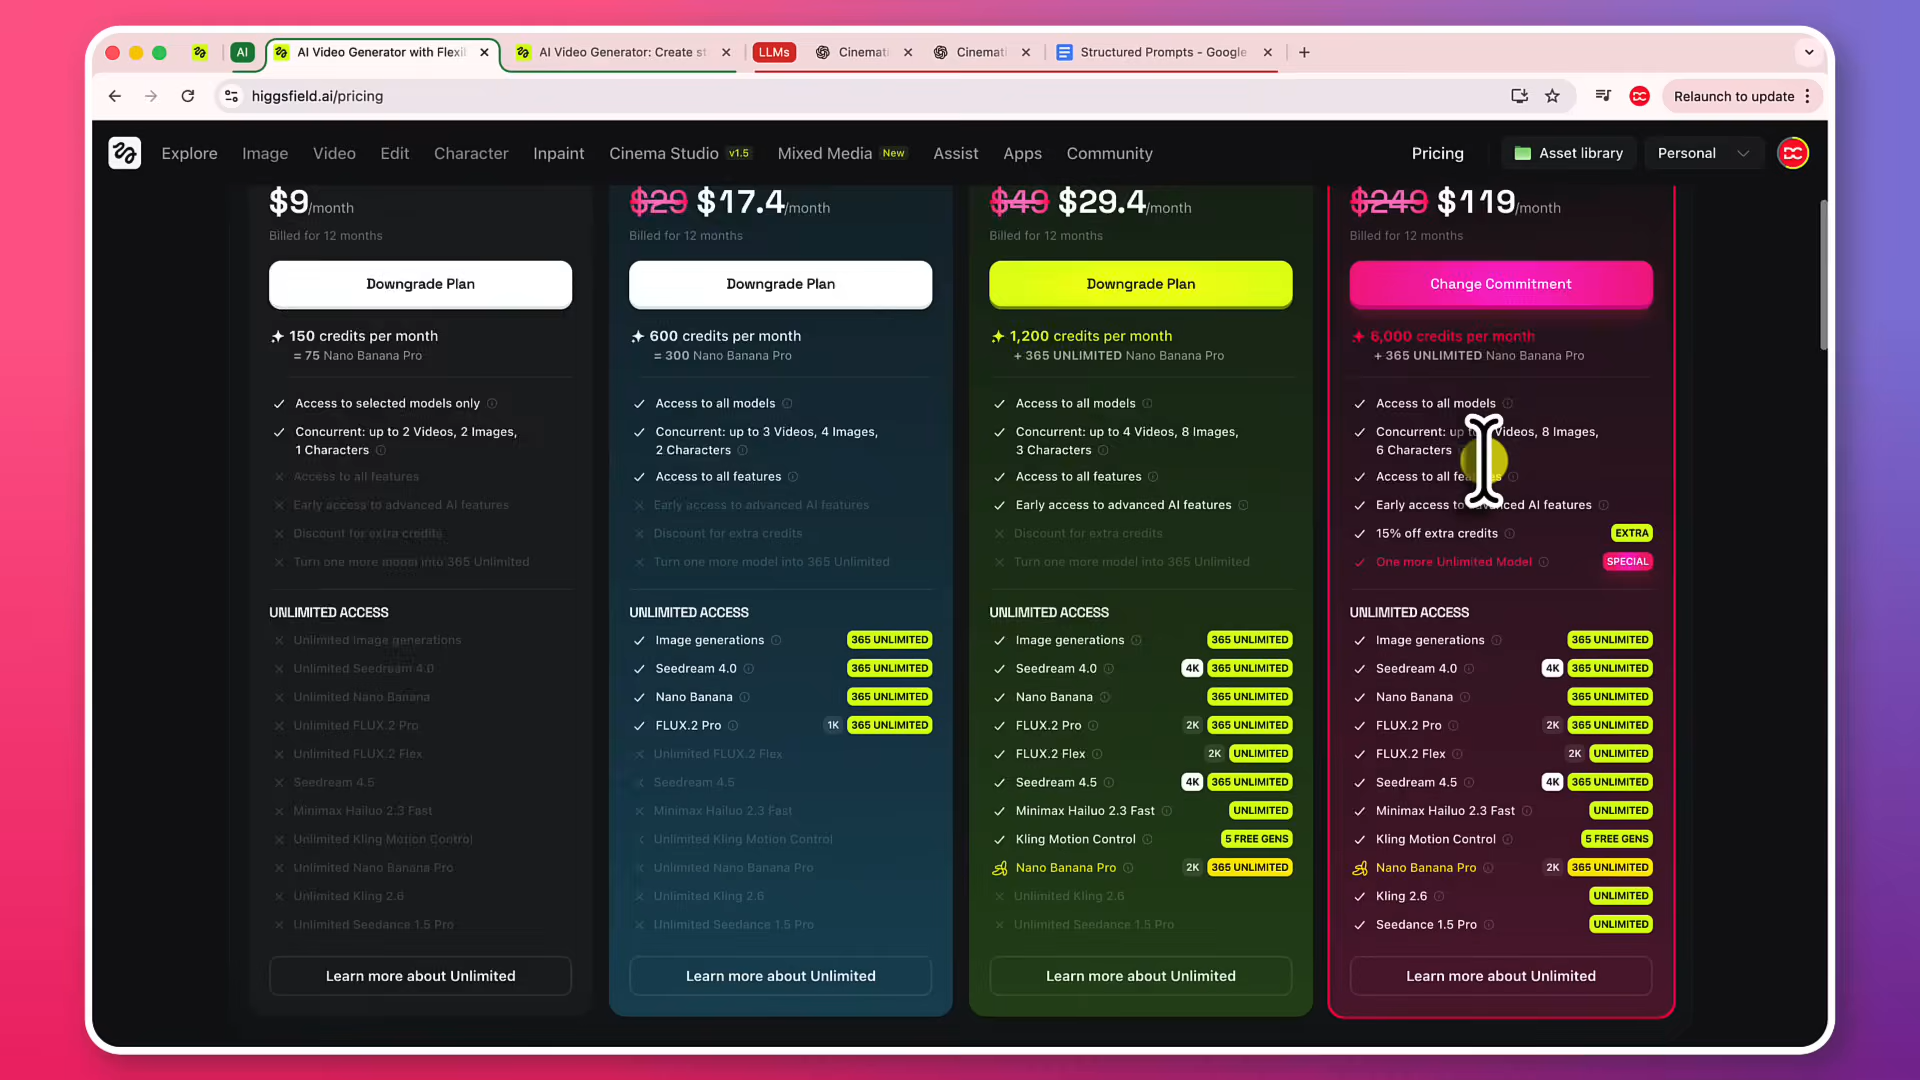 AI
AI Video Generator with Flexi
AI Video Generator: Create st
LLMs
Cinemati
Cinemati
Structured Prompts - Google
higgsfield.ai/pricing
Relaunch to update
Explore
Image
Video
Edit
Character
Inpaint
Cinema Studio v1.5
Mixed Media New
Assist
Apps
Community
Pricing
Asset library
Personal
DC
$9/month
Billed for 12 months
Downgrade Plan
150 credits per month
= 75 Nano Banana Pro
Access to selected models only
Concurrent: up to 2 Videos, 2 Images,
1 Characters
Access to all features
Early access to advanced AI features
Discount for extra credits
Turn one more model into 365 Unlimited
UNLIMITED ACCESS
Unlimited Image generations
Unlimited Seedream 4.0
Unlimited Nano Banana
Unlimited FLUX.2 Pro
Unlimited FLUX.2 Flex
Seedream 4.5
Minimax Hailuo 2.3 Fast
Unlimited Kling Motion Control
Unlimited Nano Banana Pro
Unlimited Kling 2.6
Unlimited Seedance 1.5 Pro
Learn more about Unlimited
$29 $17.4/month
Billed for 12 months
Downgrade Plan
600 credits per month
= 300 Nano Banana Pro
Access to all models
Concurrent: up to 3 Videos, 4 Images,
2 Characters
Access to all features
Early access to advanced AI features
Discount for extra credits
Turn one more model into 365 Unlimited
UNLIMITED ACCESS
Image generations 365 UNLIMITED
Seedream 4.0 365 UNLIMITED
Nano Banana 365 UNLIMITED
FLUX.2 Pro 1K 365 UNLIMITED
Unlimited FLUX.2 Flex
Seedream 4.5
Minimax Hailuo 2.3 Fast
Unlimited Kling Motion Control
Unlimited Nano Banana Pro
Unlimited Kling 2.6
Unlimited Seedance 1.5 Pro
Learn more about Unlimited
$49 $29.4/month
Billed for 12 months
Downgrade Plan
1,200 credits per month
+ 365 UNLIMITED Nano Banana Pro
Access to all models
Concurrent: up to 4 Videos, 8 Images,
3 Characters
Access to all features
Early access to advanced AI features
Discount for extra credits
Turn one more model into 365 Unlimited
UNLIMITED ACCESS
Image generations 365 UNLIMITED
Seedream 4.0 4K 365 UNLIMITED
Nano Banana 365 UNLIMITED
FLUX.2 Pro 2K 365 UNLIMITED
FLUX.2 Flex 2K UNLIMITED
Seedream 4.5 4K 365 UNLIMITED
Minimax Hailuo 2.3 Fast UNLIMITED
Kling Motion Control 5 FREE GENS
Nano Banana Pro 2K 365 UNLIMITED
Unlimited Kling 2.6
Unlimited Seedance 1.5 Pro
Learn more about Unlimited
$249 $119/month
Billed for 12 months
Change Commitment
6,000 credits per month
+ 365 UNLIMITED Nano Banana Pro
Access to all models
Concurrent: up Videos, 8 Images,
6 Characters
Access to all
Early access to advanced AI features
15% off extra credits EXTRA
One more Unlimited Model SPECIAL
UNLIMITED ACCESS
Image generations 365 UNLIMITED
Seedream 4.0 4K 365 UNLIMITED
Nano Banana 365 UNLIMITED
FLUX.2 Pro 2K 365 UNLIMITED
FLUX.2 Flex 2K UNLIMITED
Seedream 4.5 4K 365 UNLIMITED
Minimax Hailuo 2.3 Fast UNLIMITED
Kling Motion Control 5 FREE GENS
Nano Banana Pro 2K 365 UNLIMITED
Kling 2.6 UNLIMITED
Seedance 1.5 Pro UNLIMITED
Learn more about Unlimited